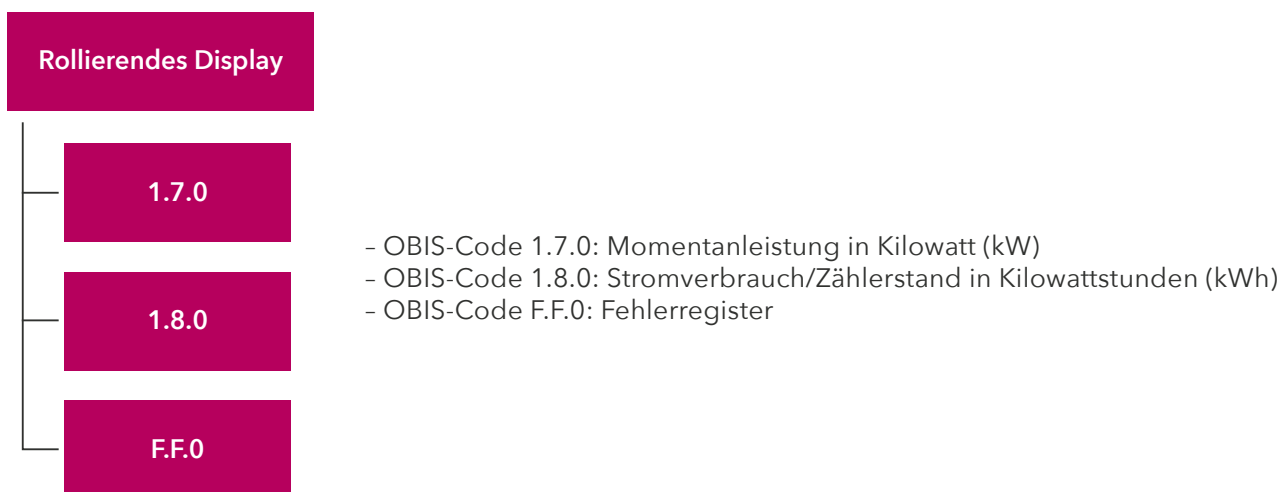 Rollierendes Display
1.7.0
1.8.0
F.F.0
– OBIS-Code 1.7.0: Momentanleistung in Kilowatt (kW)
– OBIS-Code 1.8.0: Stromverbrauch/Zählerstand in Kilowattstunden (kWh)
– OBIS-Code F.F.0: Fehlerregister